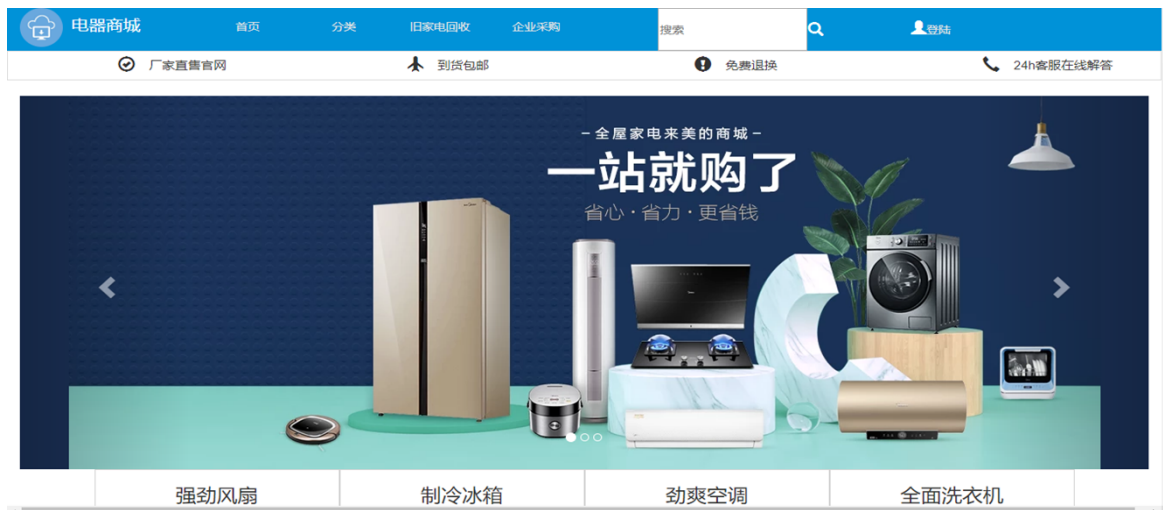 电器商城 首页 分类 旧家电回收 企业采购 搜索 登陆
厂家直售官网 到货包邮 免费退换 24h客服在线解答
-全屋家电来美的商城-
一站就购了
省心·省力·更省钱
强劲风扇 制冷冰箱 劲爽空调 全面洗衣机